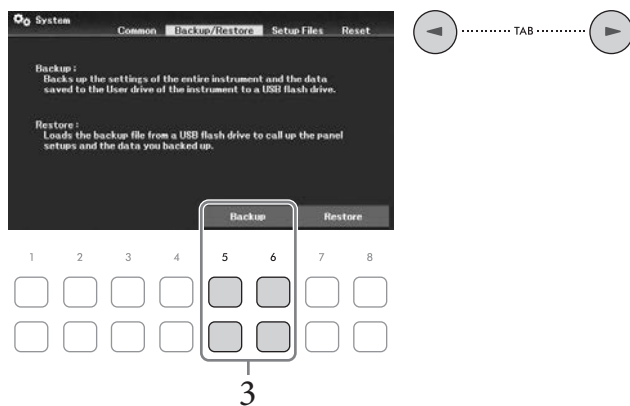 System
Common Backup/Restore Setup Files Reset
TAB
Backup :
Backs up the settings of the entire instrument and the data
saved to the User drive of the instrument to a USB flash drive.
Restore :
Loads the backup file from a USB flash drive to call up the panel
setups and the data you backed up.
Backup Restore
1 2 3 4 5 6 7 8
3